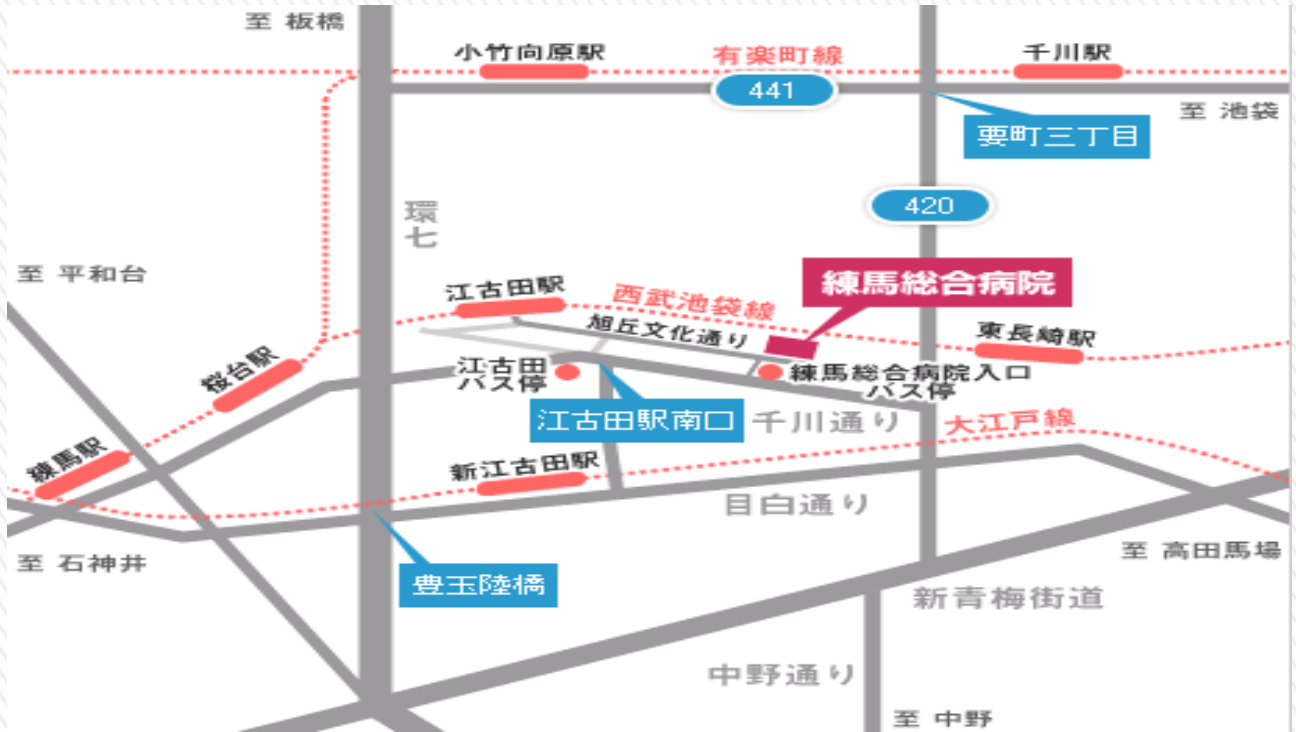 至 板橋
小竹向原駅
有楽町線
千川駅
441
至 池袋
要町三丁目
420
環七
至 平和台
江古田駅
西武池袋線
練馬総合病院
旭丘文化通り
東長崎駅
桜台駅
江古田
バス停
練馬総合病院入口
バス停
江古田駅南口
千川通り
大江戸線
練馬駅
新江古田駅
目白通り
至 石神井
豊玉陸橋
至 高田馬場
新青梅街道
中野通り
至 中野